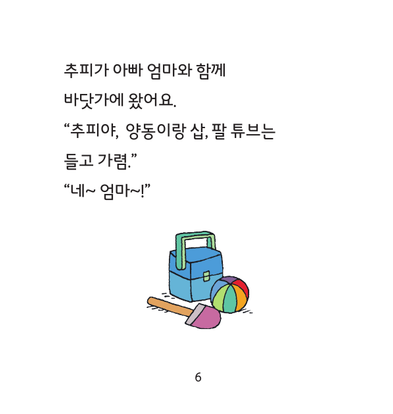 추피가 아빠 엄마와 함께
바닷가에 왔어요.
“추피야,  양동이랑 삽, 팔 튜브는
들고 가렴.”
“네~ 엄마~!”
6